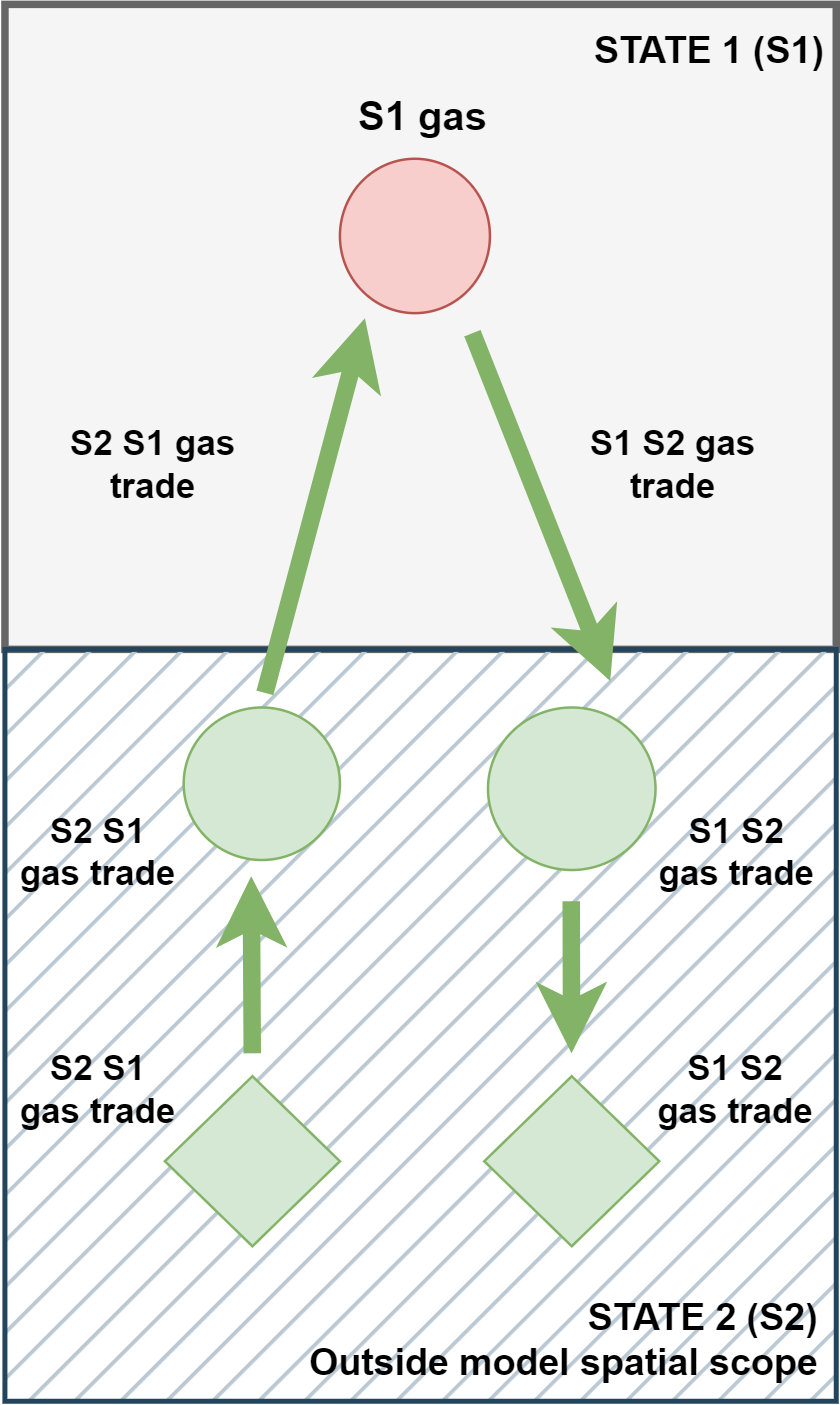 STATE 1 (S1)
S1 gas
S2 S1 gas
trade
S1 S2 gas
trade
S2 S1
gas trade
S1 S2
gas trade
S2 S1
gas trade
S1 S2
gas trade
STATE 2 (S2)
Outside model spatial scope